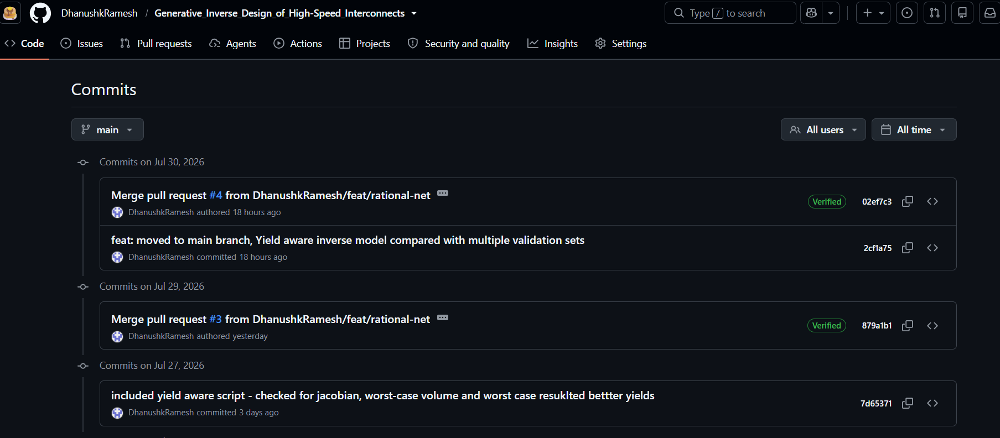 DhanushkRamesh / Generative_Inverse_Design_of_High-Speed_Interconnects
Type / to search
Code
Issues
Pull requests
Agents
Actions
Projects
Security and quality
Insights
Settings
Commits
main
All users
All time
Commits on Jul 30, 2026
Merge pull request #4 from DhanushkRamesh/feat/rational-net
DhanushkRamesh authored 18 hours ago
Verified
02ef7c3
feat: moved to main branch, Yield aware inverse model compared with multiple validation sets
DhanushkRamesh committed 18 hours ago
2cf1a75
Commits on Jul 29, 2026
Merge pull request #3 from DhanushkRamesh/feat/rational-net
DhanushkRamesh authored yesterday
Verified
879a1b1
Commits on Jul 27, 2026
included yield aware script - checked for jacobian, worst-case volume and worst case resuklted bettter yields
DhanushkRamesh committed 3 days ago
7d65371